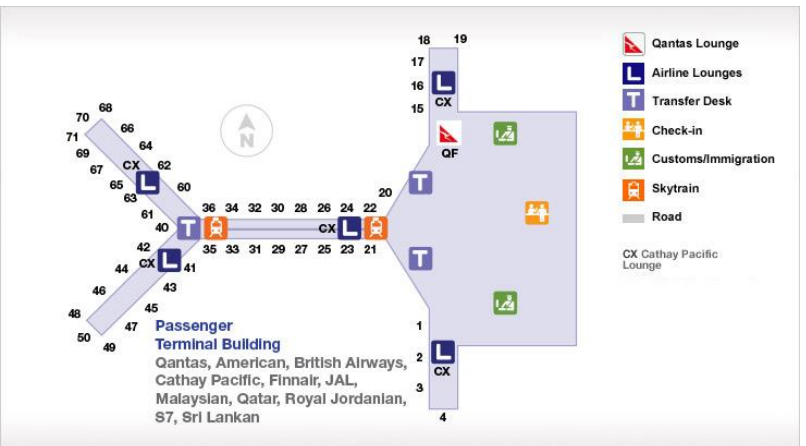 18 19
17
16
CX
15
QF
20
70 68
71 66
69 64
67 CX 62
65
63 60
61
40
36 34 32 30 28 26 24 22
CX
35 33 31 29 27 25 23 21
42
44 CX 41
43
46
45
48 47
50 49
1
2
CX
3
4
N
T
T
T
L
L
L
L
L
Passenger
Terminal Building
Qantas, American, British Airways,
Cathay Pacific, Finnair, JAL,
Malaysian, Qatar, Royal Jordanian,
S7, Sri Lankan
Qantas Lounge
L Airline Lounges
T Transfer Desk
Check-in
Customs/Immigration
Skytrain
Road
CX Cathay Pacific
Lounge